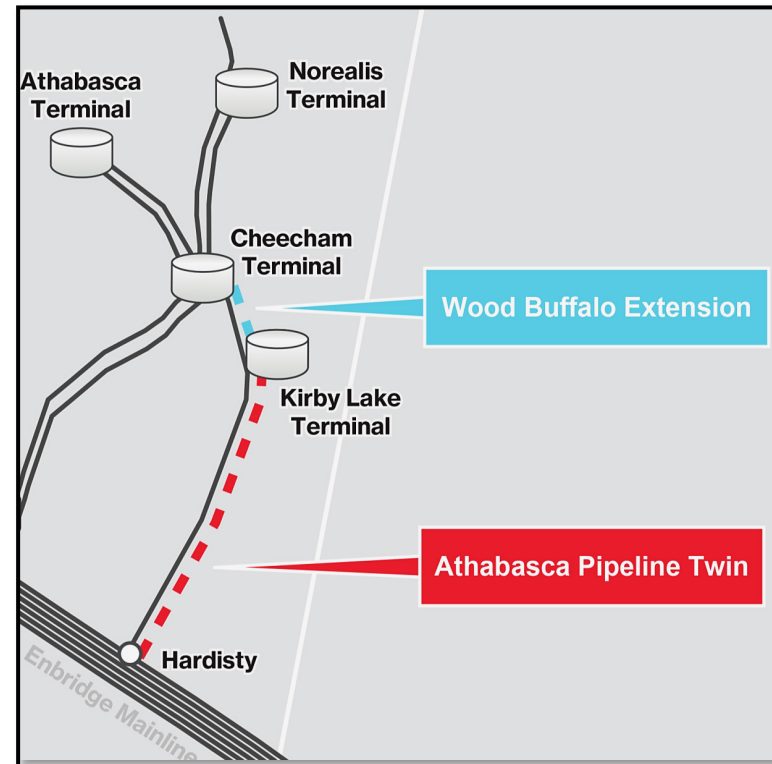 Norealis
Terminal
Athabasca
Terminal
Cheecham
Terminal
Wood Buffalo Extension
Kirby Lake
Terminal
Athabasca Pipeline Twin
Hardisty
Enbridge Mainline